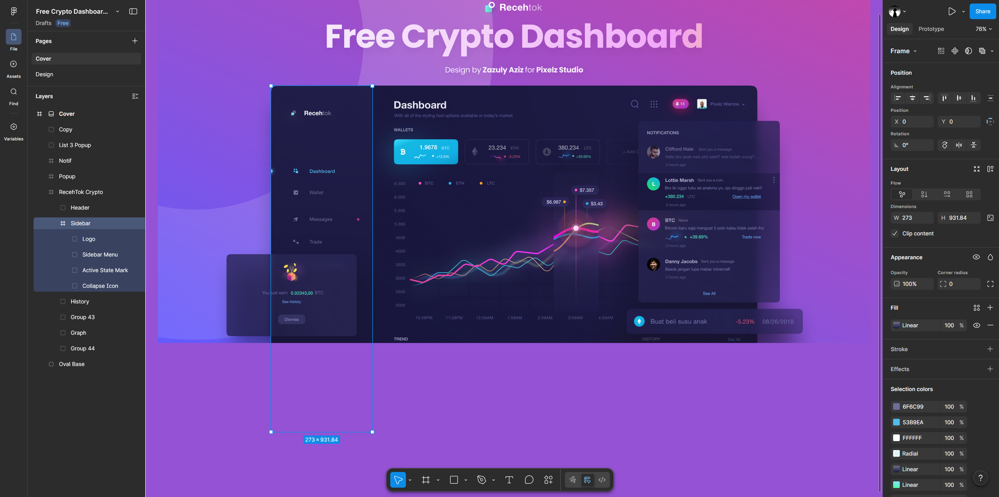 Free Crypto Dashboar...
Drafts Free
File
Assets
Find
Variables
Pages
Cover
Design
Layers
Cover
Copy
List 3 Popup
Notif
Popup
RecehTok Crypto
Header
Sidebar
Logo
Sidebar Menu
Active State Mark
Collapse Icon
History
Group 43
Graph
Group 44
Oval Base
Recehtok
Free Crypto Dashboard
Design by Zazuly Aziz for Pixelz Studio
Recehtok
Dashboard
Wallet
Messages
Trade
You just earn 0.02343,00 BTC
See history
Dismiss
Dashboard
With all of the styling tool options available in today's market
15
Pixelz Warrios
WALLETS
1.9678 BTC
+12,5%
23.234 ETH
-5.23%
380.234 LTC
+39.69%
+ Add C
BTC ETH LTC
6.500
6.000
5.500
5.000
4500
4000
3500
3000
2500
2000
$7.357
$6.987
$3.43
10:59PM 11:59PM 12:59AM 1:59AM 2:59AM 3:59AM 4:59AM
TREND
NOTIFICATIONS
Clifford Hale Sent you a message
Hallo bro anak wes piro saiki? wes kuliah urung?...
2 hours ago
L
Lottie Marsh Sent you a coin
Bro iki nggo tuku es anakmu yo, ojo dinggo judi neh!!
+380.234 LTC Open my wallet
3 hours ago
B
BTC News
Bitcoin baru saja menguat 5 poin kalau tidak salah lho
+39.69% Trade now
3 hours ago
Danny Jacobs Sent you a message
Besok jangan lupa mabar minecraft
2 hours ago
See All
Buat beli susu anak -5.23% 08/26/2018
HISTORY See All
273 × 931.84
Share
Design Prototype 76%
Frame
Position
Alignment
Position
X 0 Y 0
Rotation
0°
Layout
Flow
Dimensions
W 273 H 931.84
Clip content
Appearance
Opacity Corner radius
100% 0
Fill
Linear 100 %
Stroke
Effects
Selection colors
6F6C99 100 %
53B9EA 100 %
FFFFFF 100 %
Radial 100 %
Linear 100 %
Linear 100 %
?